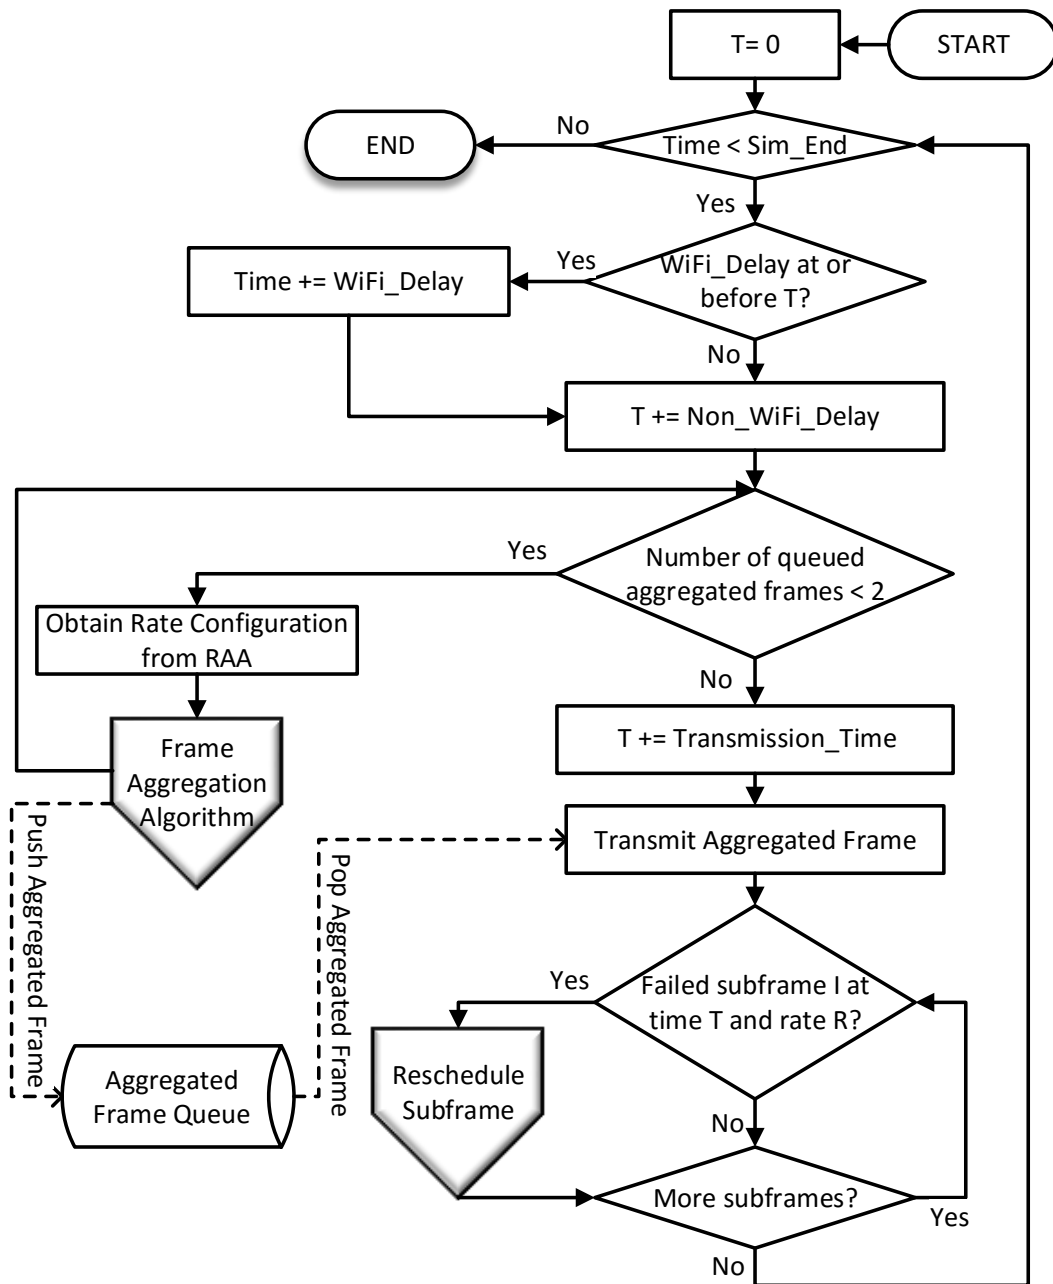 T= 0
START
END
No
Time < Sim_End
Yes
Time += WiFi_Delay
Yes
WiFi_Delay at or
before T?
No
T += Non_WiFi_Delay
Yes
Number of queued
aggregated frames < 2
Obtain Rate Configuration
from RAA
No
T += Transmission_Time
Frame
Aggregation
Algorithm
Push Aggregated Frame
Pop Aggregated Frame
Transmit Aggregated Frame
Yes
Failed subframe I at
time T and rate R?
Aggregated
Frame Queue
Reschedule
Subframe
No
More subframes?
Yes
No